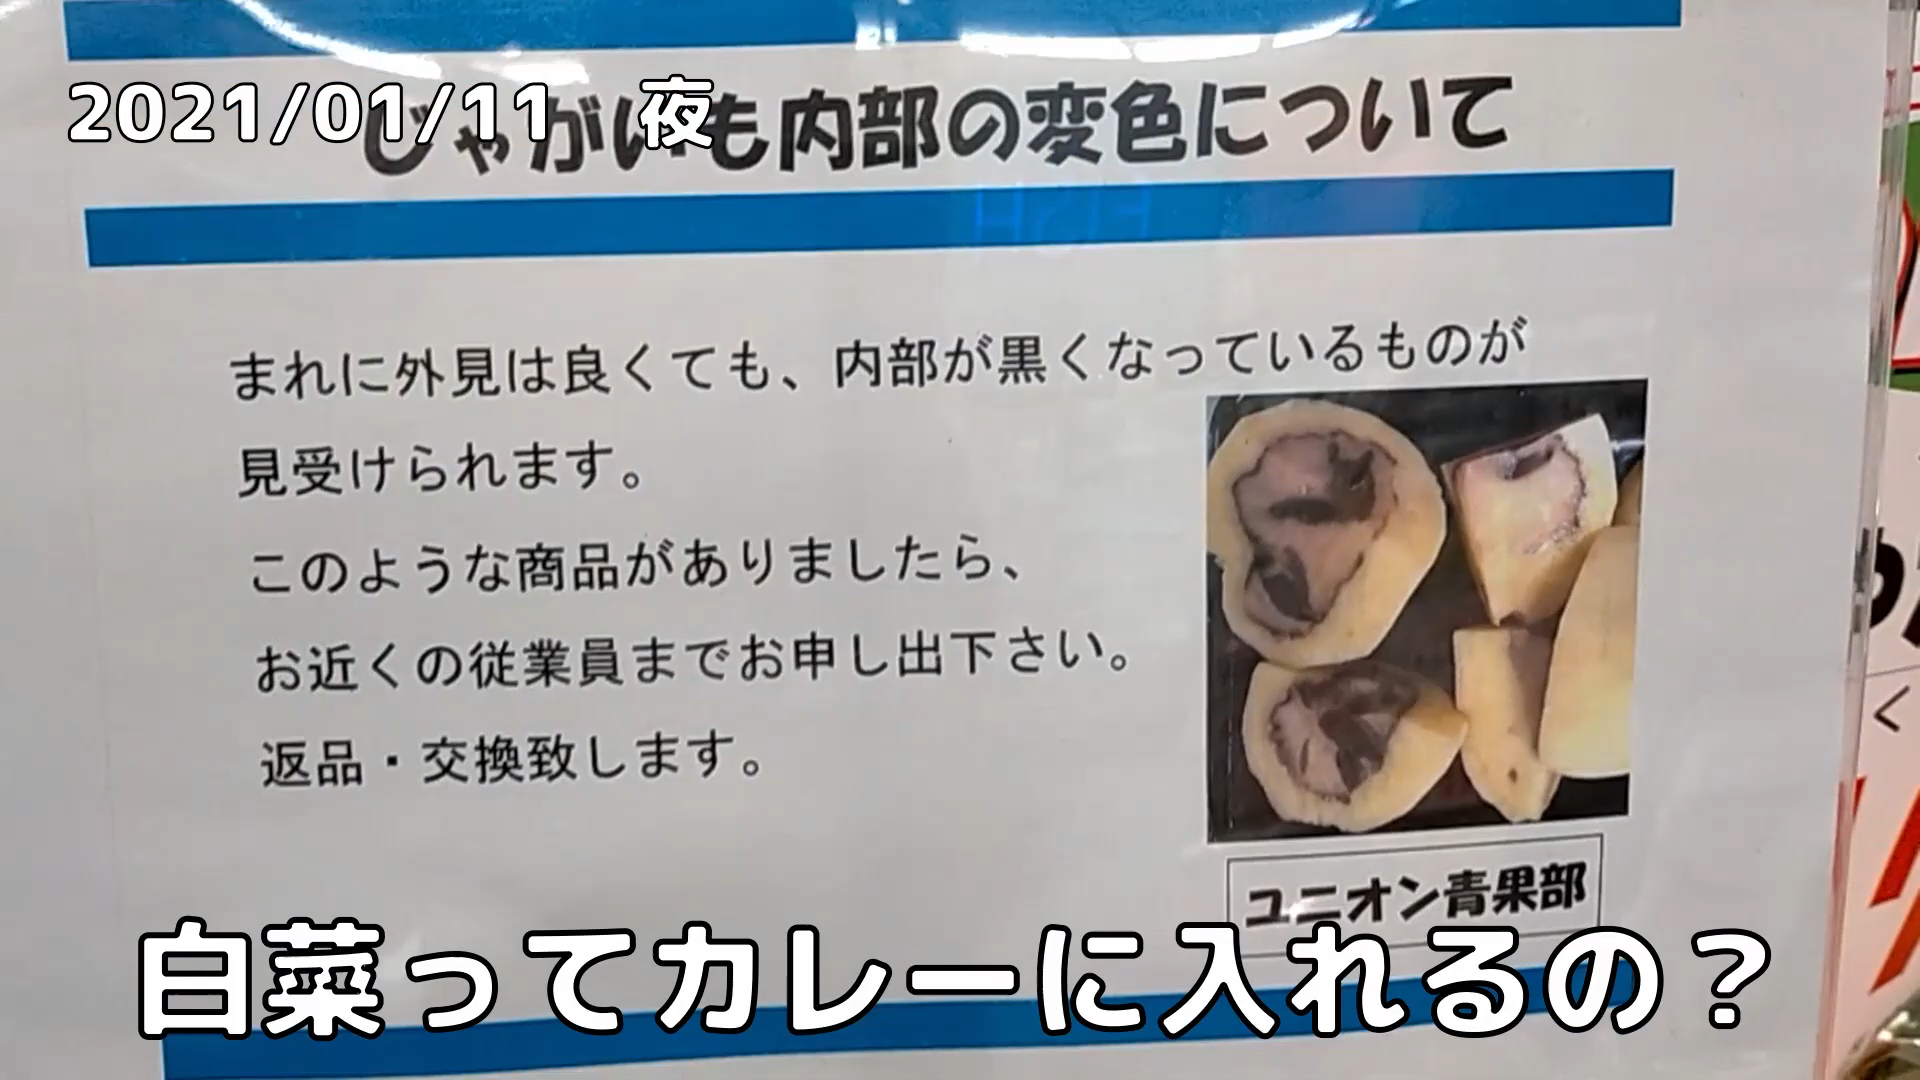 2021/01/11　夜
じゃがいも内部の変色について
まれに外見は良くても、内部が黒くなっているものが
見受けられます。
このような商品がありましたら、
お近くの従業員までお申し出下さい。
返品・交換致します。
ユニオン青果部
白菜ってカレーに入れるの？
く